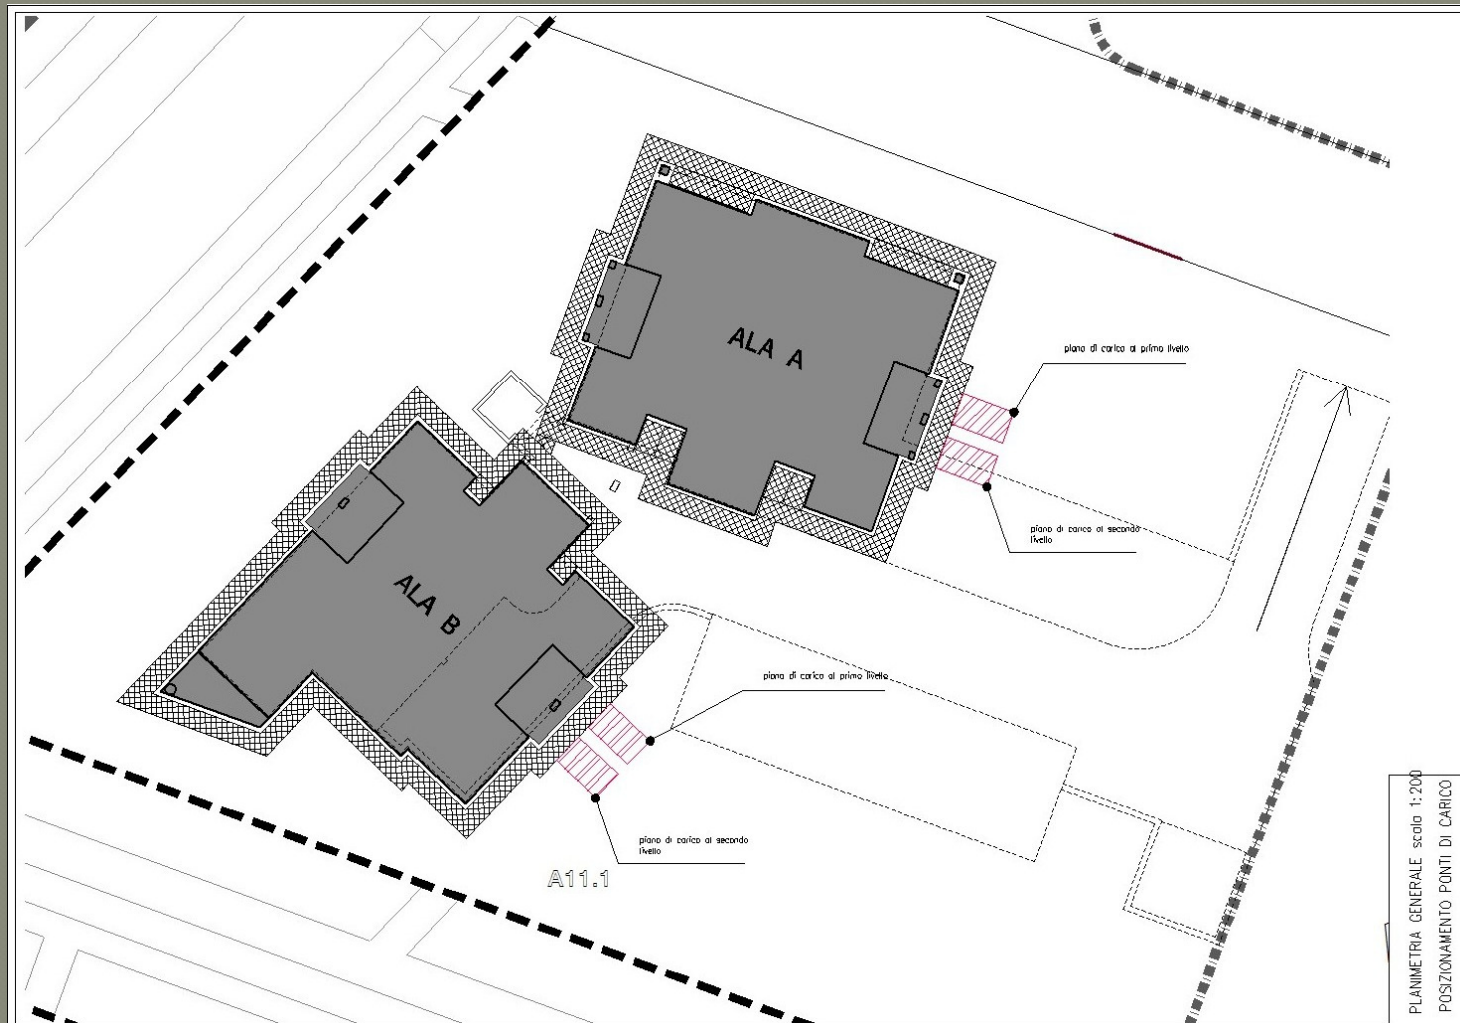 ALA A
piano di carico al primo livello
piano di carico al secondo
livello
ALA B
piano di carico al primo livello
piano di carico al secondo
livello
A11.1
PLANIMETRIA GENERALE scala 1:200
POSIZIONAMENTO PONTI DI CARICO